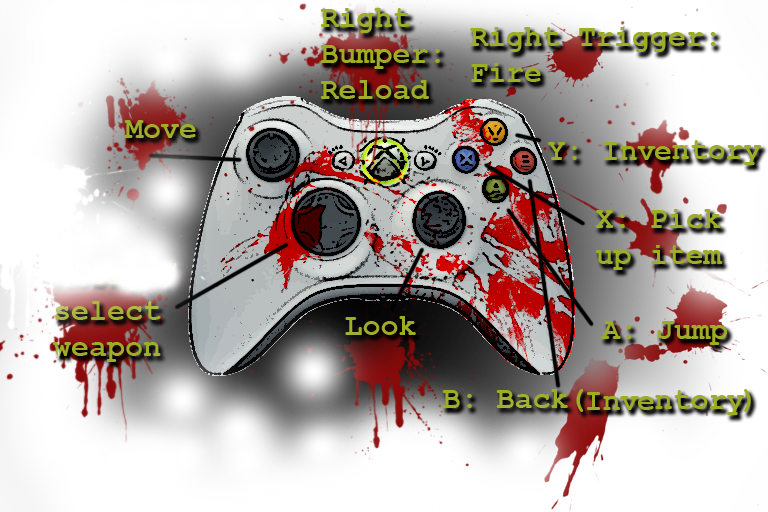 Right
Bumper:
Reload
Right Trigger:
Fire
Move
Y: Inventory
X: Pick
up item
select
weapon
Look
A: Jump
B: Back(Inventory)
Y
X
B
A